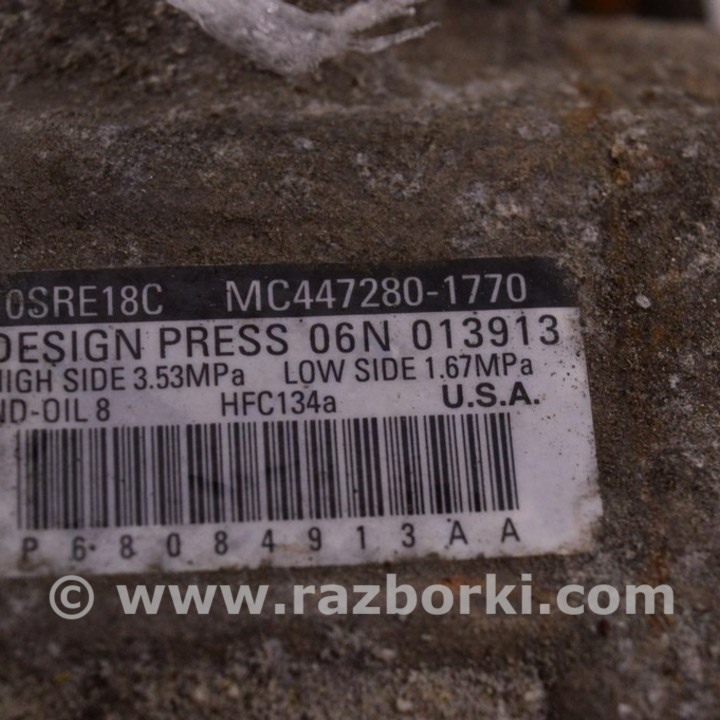 0SRE18C MC447280-1770
DESIGN PRESS 06N 013913
HIGH SIDE 3.53MPa LOW SIDE 1.67MPa
ND-OIL 8 HFC134a U.S.A.
P68084913AA
© www.razborki.com